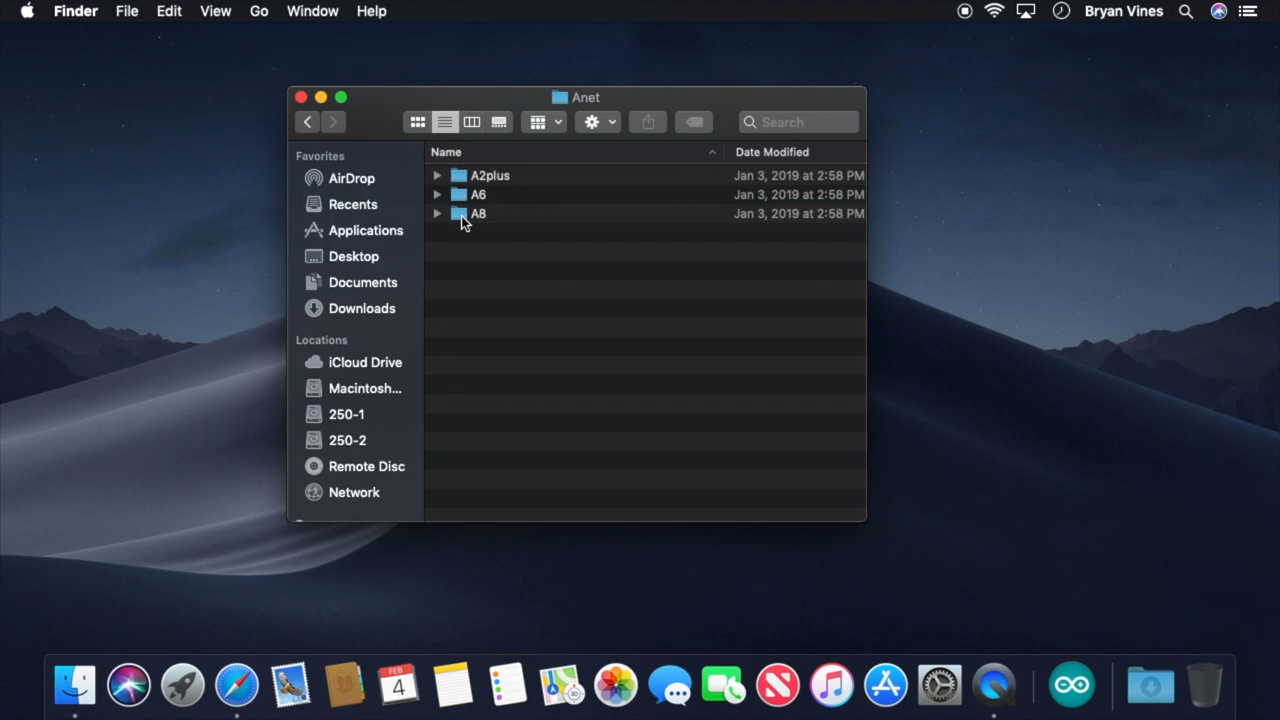 Finder File Edit View Go Window Help Bryan Vines
Anet
Search
Favorites
AirDrop
Recents
Applications
Desktop
Documents
Downloads
Locations
iCloud Drive
Macintosh...
250-1
250-2
Remote Disc
Network
Name Date Modified
A2plus Jan 3, 2019 at 2:58 PM
A6 Jan 3, 2019 at 2:58 PM
A8 Jan 3, 2019 at 2:58 PM
FEB
4